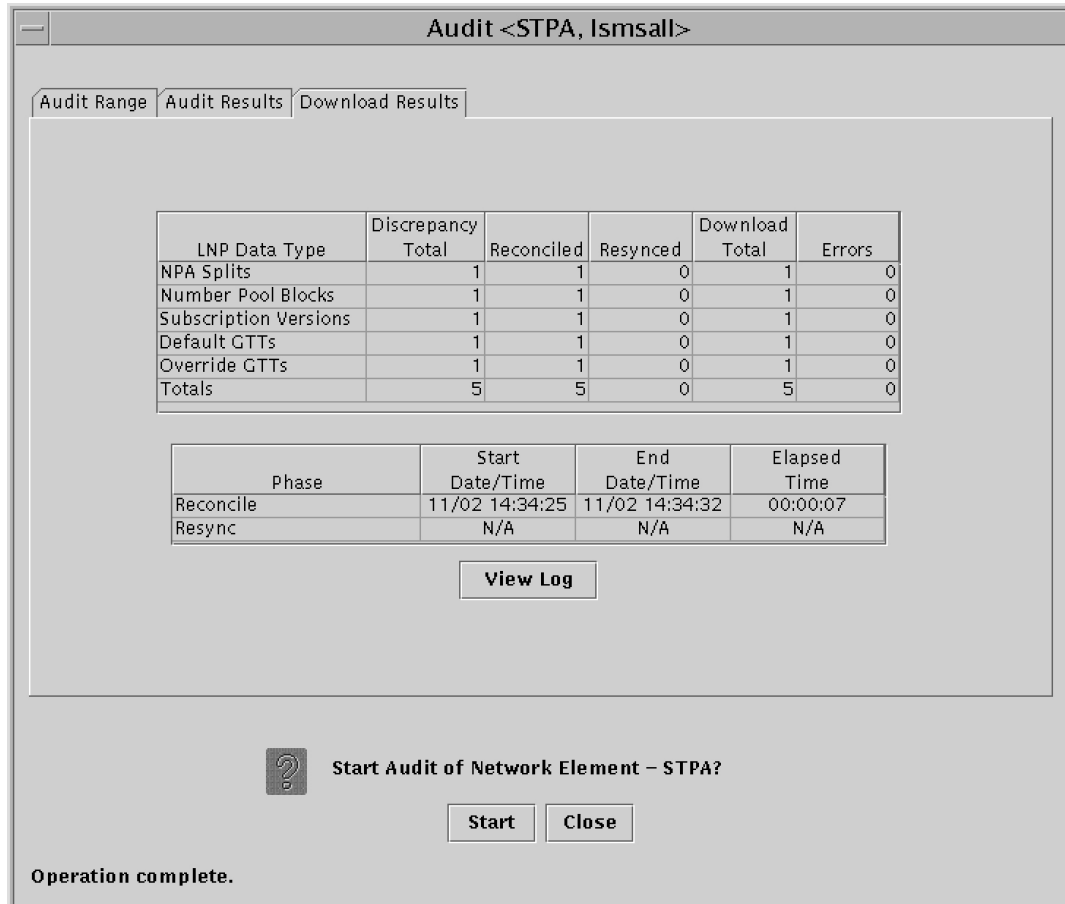 Audit <STPA, lsmsall>
Audit Range Audit Results Download Results
LNP Data Type Discrepancy Total Reconciled Resynced Download Total Errors
NPA Splits 1 1 0 1 0
Number Pool Blocks 1 1 0 1 0
Subscription Versions 1 1 0 1 0
Default GTTs 1 1 0 1 0
Override GTTs 1 1 0 1 0
Totals 5 5 0 5 0
Phase Start Date/Time End Date/Time Elapsed Time
Reconcile 11/02 14:34:25 11/02 14:34:32 00:00:07
Resync N/A N/A N/A
View Log
Start Audit of Network Element – STPA?
Start Close
Operation complete.